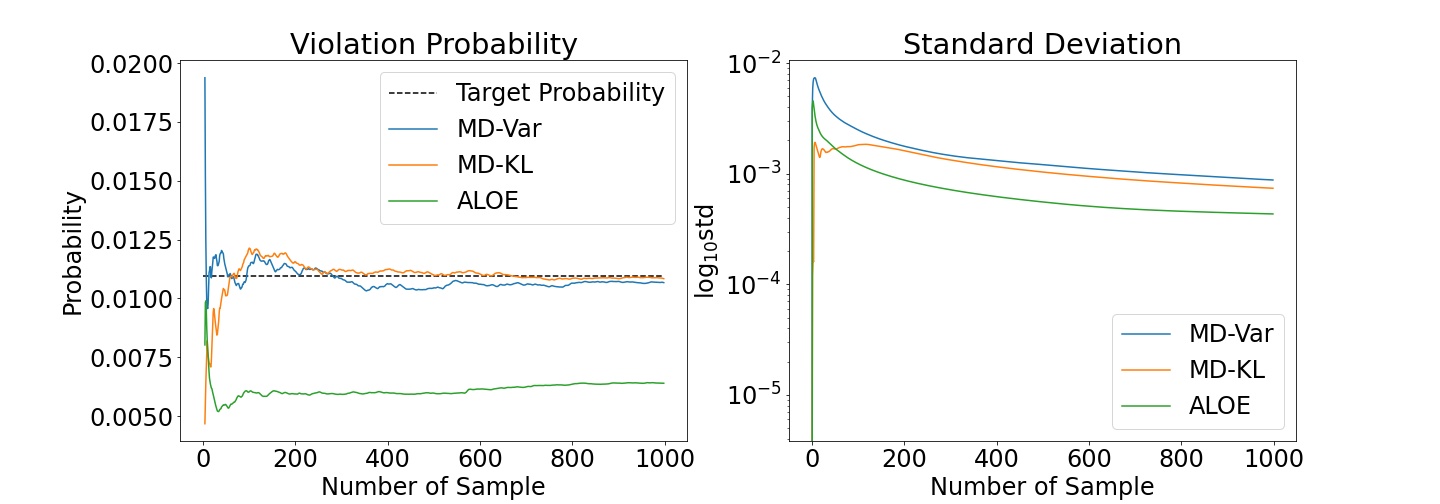 Violation Probability
0.0200
0.0175
0.0150
0.0125
0.0100
0.0075
0.0050
Probability
Target Probability
MD-Var
MD-KL
ALOE
0 200 400 600 800 1000
Number of Sample
Standard Deviation
10⁻²
10⁻³
10⁻⁴
10⁻⁵
log₁₀std
MD-Var
MD-KL
ALOE
0 200 400 600 800 1000
Number of Sample